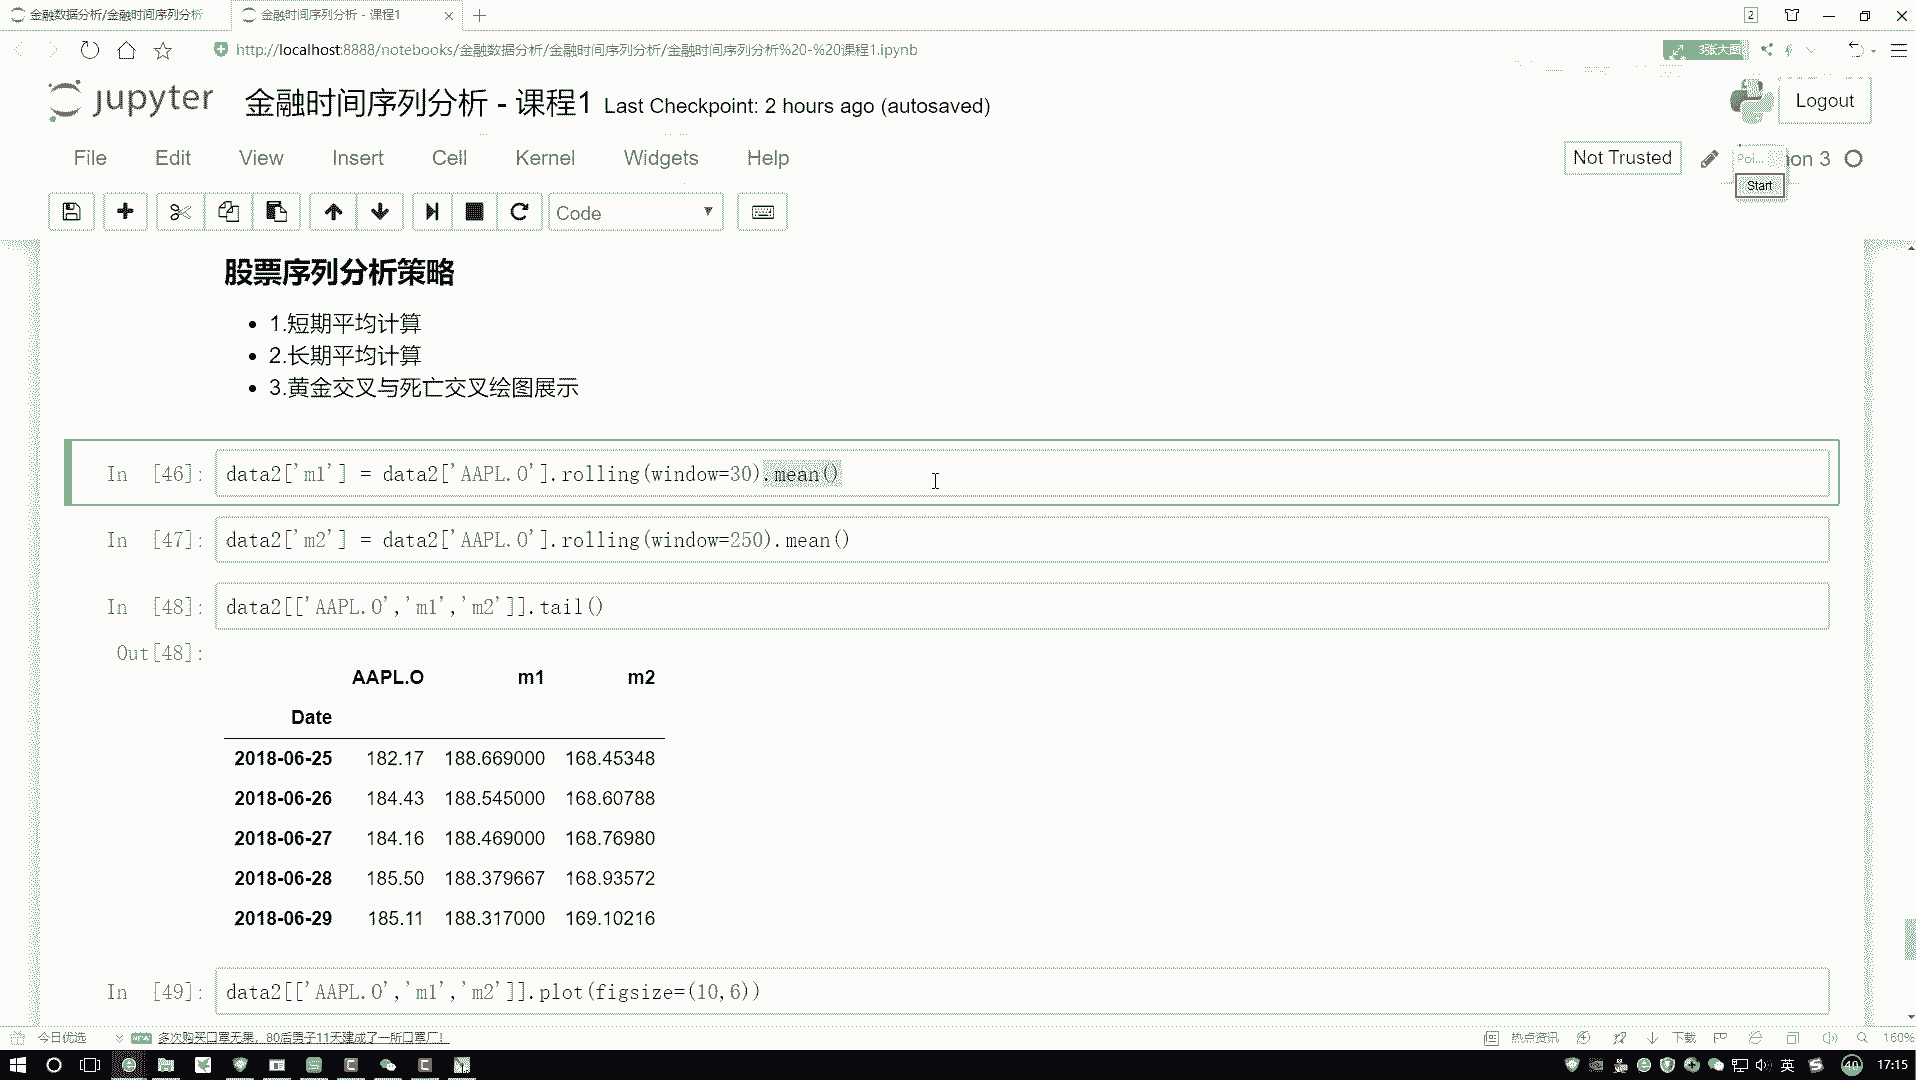 金融数据分析/金融时间序列分析
金融时间序列分析 - 课程1
2
http://localhost:8888/notebooks/金融数据分析/金融时间序列分析/金融时间序列分析%20-%20课程1.ipynb
3张大图
jupyter
金融时间序列分析 - 课程1
Last Checkpoint: 2 hours ago (autosaved)
Logout
File Edit View Insert Cell Kernel Widgets Help
Not Trusted
Poi...
on 3
Start
Code
股票序列分析策略
1.短期平均计算
2.长期平均计算
3.黄金交叉与死亡交叉绘图展示
In [46]: data2['m1'] = data2['AAPL.O'].rolling(window=30).mean()
In [47]: data2['m2'] = data2['AAPL.O'].rolling(window=250).mean()
In [48]: data2[['AAPL.O','m1','m2']].tail()
Out[48]:
AAPL.O m1 m2
Date
2018-06-25 182.17 188.669000 168.45348
2018-06-26 184.43 188.545000 168.60788
2018-06-27 184.16 188.469000 168.76980
2018-06-28 185.50 188.379667 168.93572
2018-06-29 185.11 188.317000 169.10216
In [49]: data2[['AAPL.O','m1','m2']].plot(figsize=(10,6))
今日优选
NEW
多次购买口罩无果，80后男子11天建成了一所口罩厂！
热点资讯
下载
160%
英
40
17:15